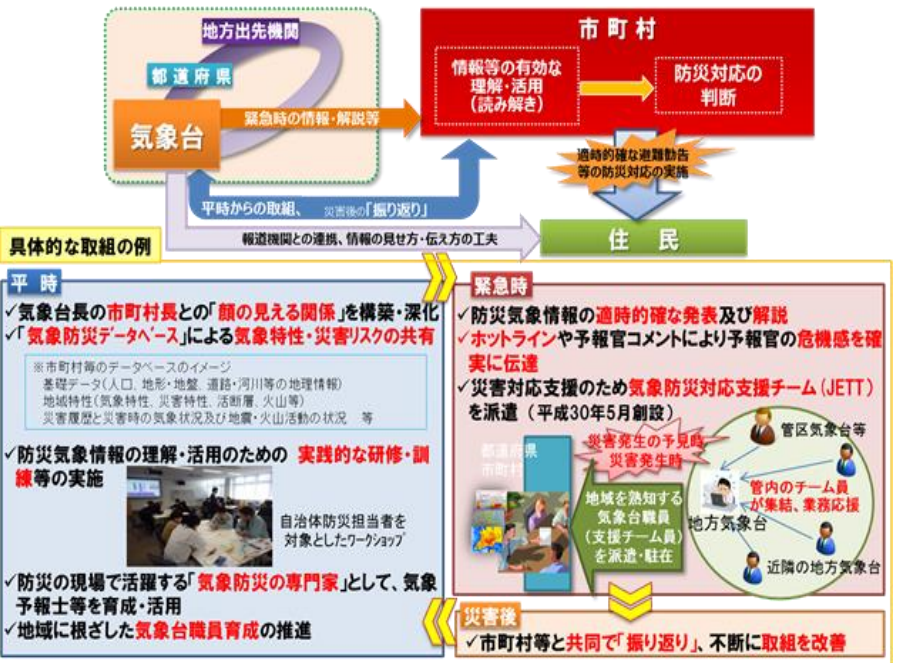 地方出先機関
都道府県
気象台
緊急時の情報・解説等
市町村
情報等の有効な
理解・活用
(読み解き)
防災対応の
判断
適時的確な避難勧告
等の防災対応の実施
平時からの取組、 災害後の「振り返り」
報道機関との連携、情報の見せ方・伝え方の工夫
住 民
具体的な取組の例
平 時
✓気象台長の市町村長との「顔の見える関係」を構築・深化
✓「気象防災データベース」による気象特性・災害リスクの共有
※市町村毎のデータベースのイメージ
基礎データ(人口、地形・地盤、道路・河川等の地理情報)
地域特性(気象特性、災害特性、活断層、火山等)
災害履歴と災害時の気象状況及び地震・火山活動の状況 等
✓防災気象情報の理解・活用のための 実践的な研修・訓
練等の実施
自治体防災担当者を
対象としたワークショップ
✓防災の現場で活躍する「気象防災の専門家」として、気象
予報士等を育成・活用
✓地域に根ざした気象台職員育成の推進
緊急時
✓防災気象情報の適時的確な発表及び解説
✓ホットラインや予報官コメントにより予報官の危機感を確
実に伝達
✓災害対応支援のため気象防災対応支援チーム(JETT)
を派遣(平成30年5月創設)
都道府県
市町村
災害発生の予見時
災害発生時
地域を熟知する
気象台職員
(支援チーム員)
を派遣・駐在
管区気象台等
管内のチーム員
が集結、業務応援
地方気象台
近隣の地方気象台
災害後
✓市町村等と共同で「振り返り」、不断に取組を改善